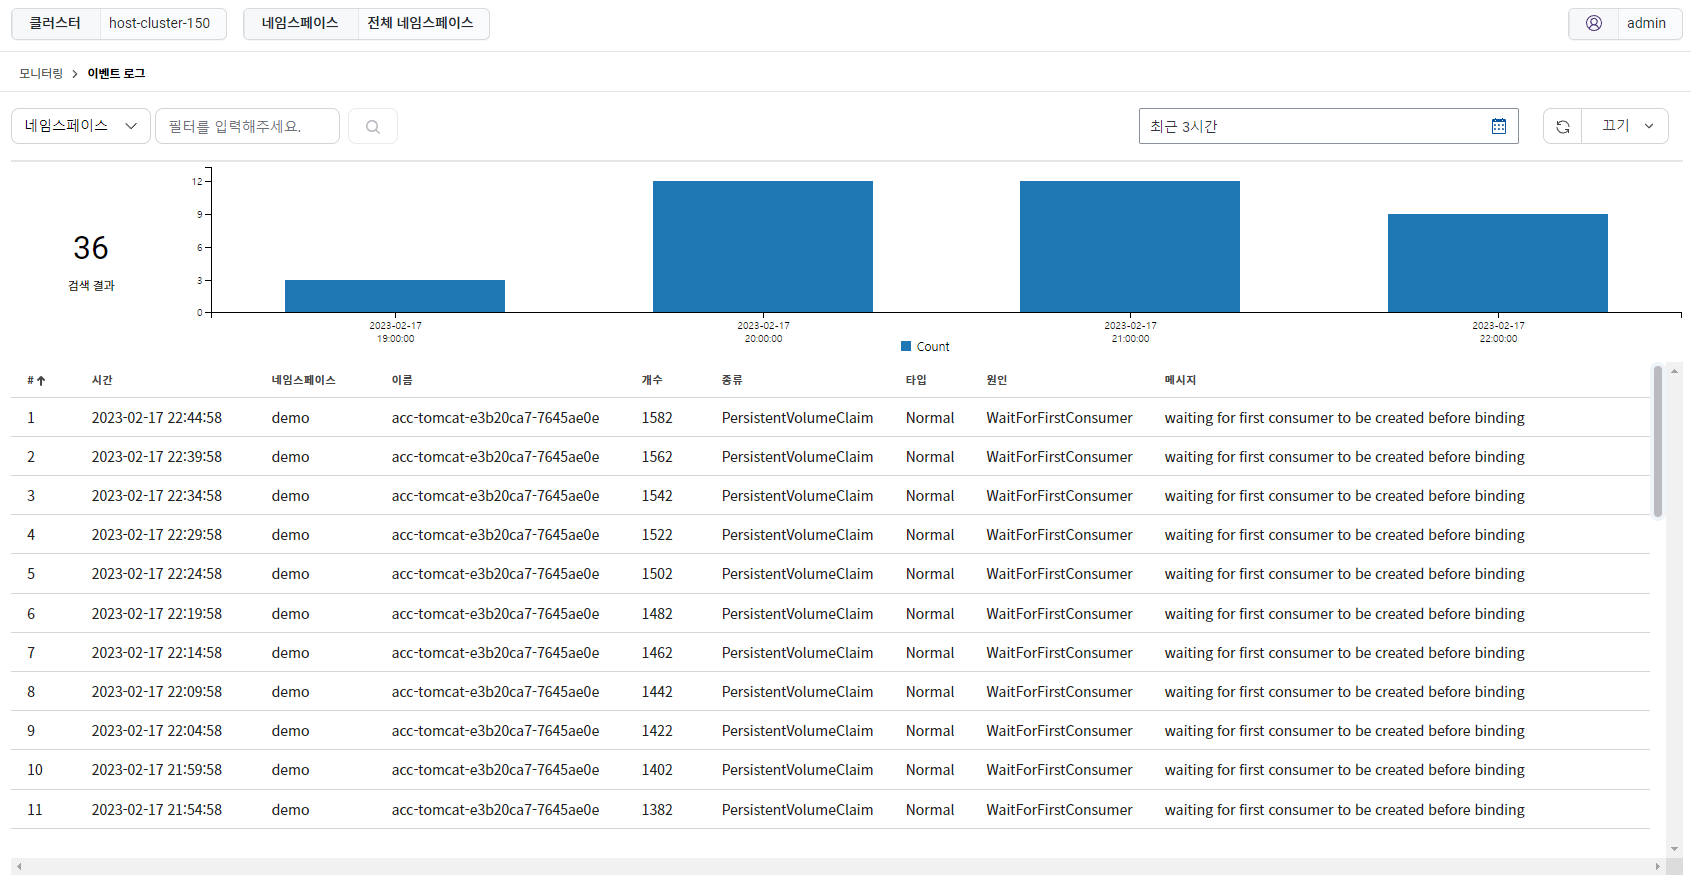 클러스터 host-cluster-150 네임스페이스 전체 네임스페이스 admin
모니터링 > 이벤트 로그
네임스페이스 필터를 입력해주세요. 최근 3시간 끄기
36
검색 결과
12
9
6
3
0
2023-02-17 2023-02-17 2023-02-17 2023-02-17
19:00:00 20:00:00 21:00:00 22:00:00
Count
# 시간 네임스페이스 이름 개수 종류 타입 원인 메시지
1 2023-02-17 22:44:58 demo acc-tomcat-e3b20ca7-7645ae0e 1582 PersistentVolumeClaim Normal WaitForFirstConsumer waiting for first consumer to be created before binding
2 2023-02-17 22:39:58 demo acc-tomcat-e3b20ca7-7645ae0e 1562 PersistentVolumeClaim Normal WaitForFirstConsumer waiting for first consumer to be created before binding
3 2023-02-17 22:34:58 demo acc-tomcat-e3b20ca7-7645ae0e 1542 PersistentVolumeClaim Normal WaitForFirstConsumer waiting for first consumer to be created before binding
4 2023-02-17 22:29:58 demo acc-tomcat-e3b20ca7-7645ae0e 1522 PersistentVolumeClaim Normal WaitForFirstConsumer waiting for first consumer to be created before binding
5 2023-02-17 22:24:58 demo acc-tomcat-e3b20ca7-7645ae0e 1502 PersistentVolumeClaim Normal WaitForFirstConsumer waiting for first consumer to be created before binding
6 2023-02-17 22:19:58 demo acc-tomcat-e3b20ca7-7645ae0e 1482 PersistentVolumeClaim Normal WaitForFirstConsumer waiting for first consumer to be created before binding
7 2023-02-17 22:14:58 demo acc-tomcat-e3b20ca7-7645ae0e 1462 PersistentVolumeClaim Normal WaitForFirstConsumer waiting for first consumer to be created before binding
8 2023-02-17 22:09:58 demo acc-tomcat-e3b20ca7-7645ae0e 1442 PersistentVolumeClaim Normal WaitForFirstConsumer waiting for first consumer to be created before binding
9 2023-02-17 22:04:58 demo acc-tomcat-e3b20ca7-7645ae0e 1422 PersistentVolumeClaim Normal WaitForFirstConsumer waiting for first consumer to be created before binding
10 2023-02-17 21:59:58 demo acc-tomcat-e3b20ca7-7645ae0e 1402 PersistentVolumeClaim Normal WaitForFirstConsumer waiting for first consumer to be created before binding
11 2023-02-17 21:54:58 demo acc-tomcat-e3b20ca7-7645ae0e 1382 PersistentVolumeClaim Normal WaitForFirstConsumer waiting for first consumer to be created before binding